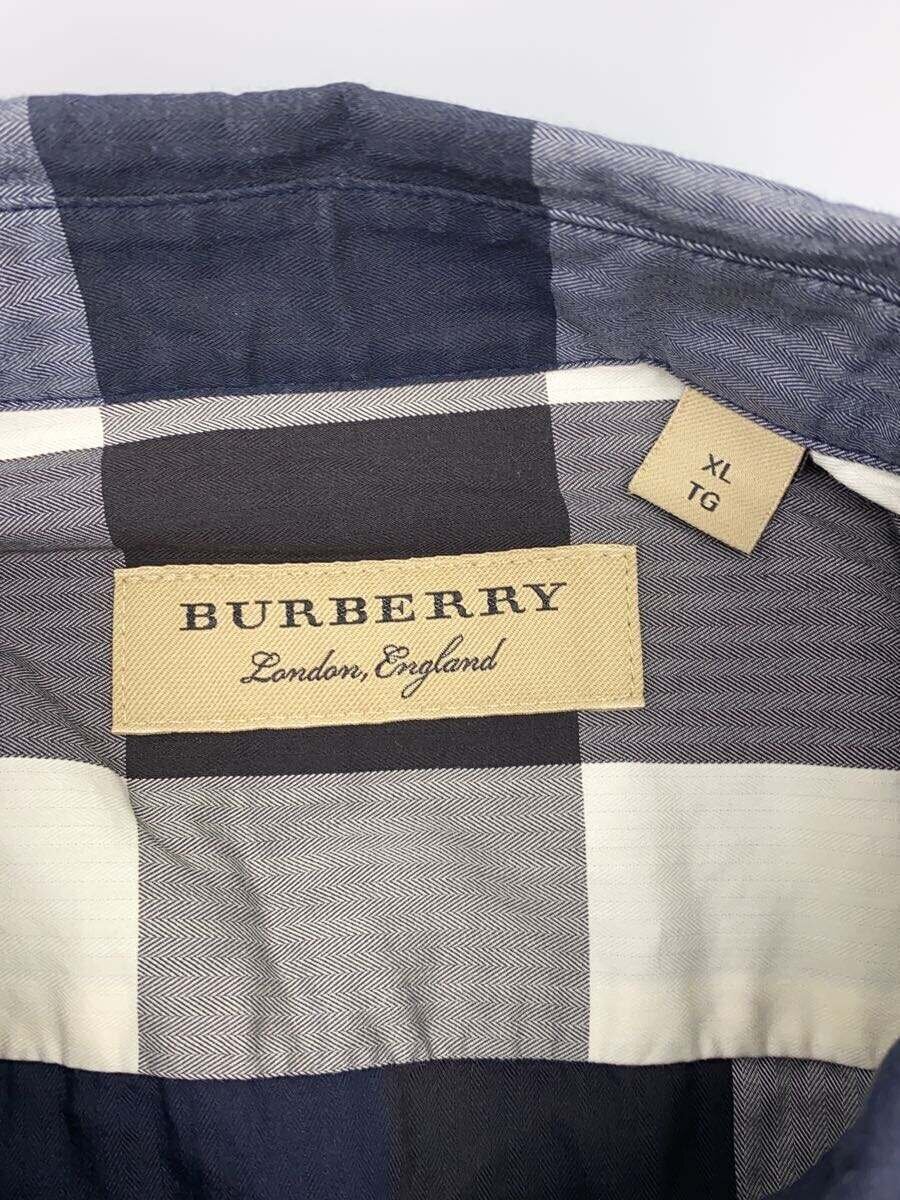 XL
TG
BURBERRY
London, England